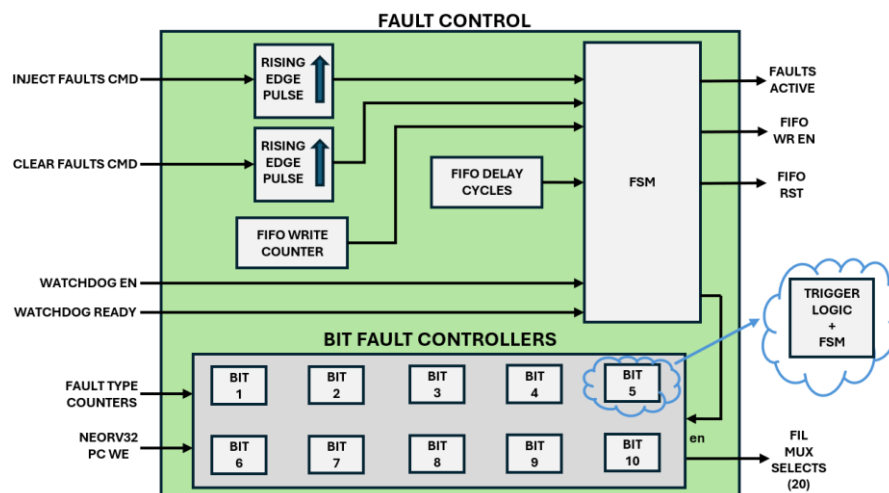 FAULT CONTROL
INJECT FAULTS CMD
RISING
EDGE
PULSE
FAULTS
ACTIVE
FIFO
WR EN
CLEAR FAULTS CMD
RISING
EDGE
PULSE
FIFO DELAY
CYCLES
FSM
FIFO
RST
FIFO WRITE
COUNTER
WATCHDOG EN
WATCHDOG READY
TRIGGER
LOGIC
+
FSM
BIT FAULT CONTROLLERS
FAULT TYPE
COUNTERS
BIT
1
BIT
2
BIT
3
BIT
4
BIT
5
NEORV32
PC WE
BIT
6
BIT
7
BIT
8
BIT
9
BIT
10
en
FIL
MUX
SELECTS
(20)